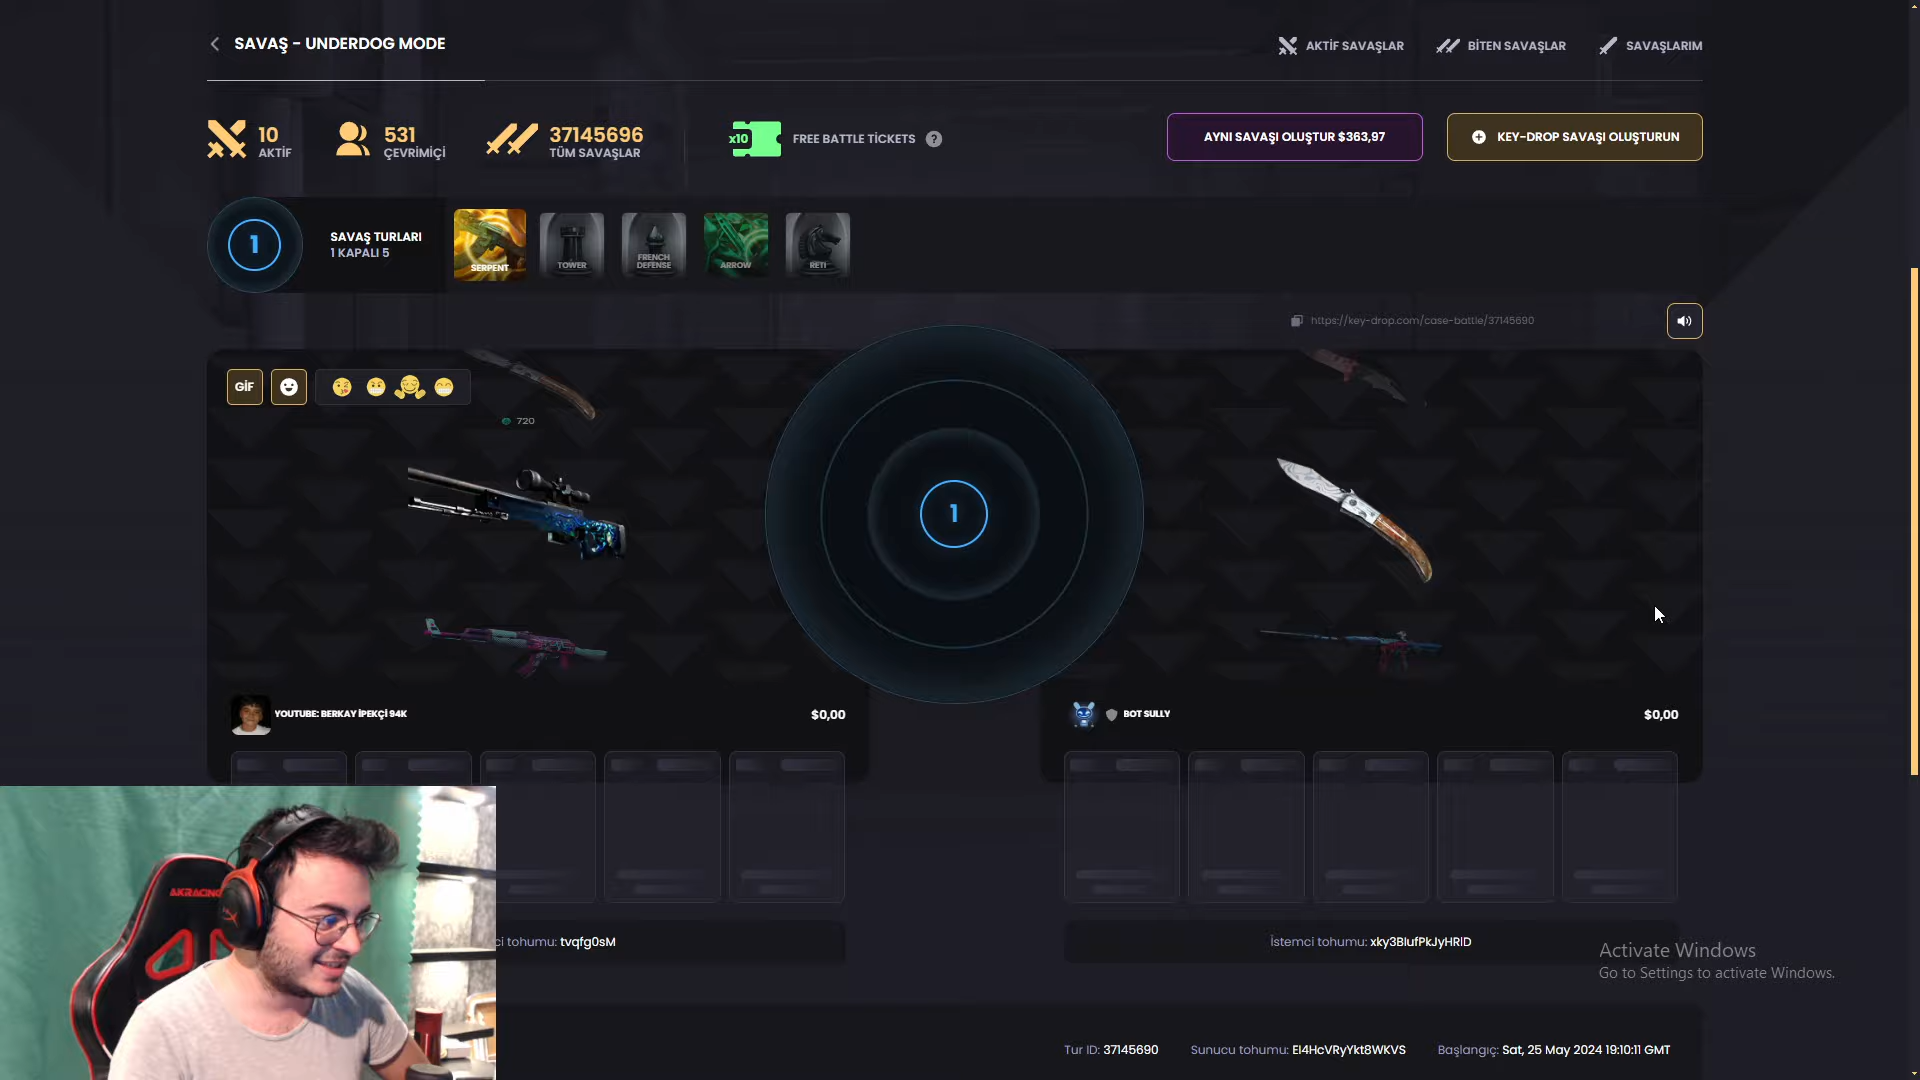 SAVAŞ - UNDERDOG MODE
AKTİF SAVAŞLAR
BİTEN SAVAŞLAR
SAVAŞLARIM
10
AKTİF
531
ÇEVRİMİÇİ
37145696
TÜM SAVAŞLAR
x10
FREE BATTLE TİCKETS
?
AYNI SAVAŞI OLUŞTUR $363,97
KEY-DROP SAVAŞI OLUŞTURUN
1
SAVAŞ TURLARI
1 KAPALI 5
SERPENT
TOWER
FRENCH
DEFENSE
ARROW
RETI
https://key-drop.com/case-battle/37145690
GİF
720
1
YOUTUBE: BERKAY İPEKÇİ 94K
$0,00
BOT SULLY
$0,00
AKRACING
ci tohumu: tvqfg0sM
İstemci tohumu: xky3BIufPkJyHRID
Activate Windows
Go to Settings to activate Windows.
Tur ID: 37145690
Sunucu tohumu: EI4HcVRyYkt8WKVS
Başlangıç: Sat, 25 May 2024 19:10:11 GMT